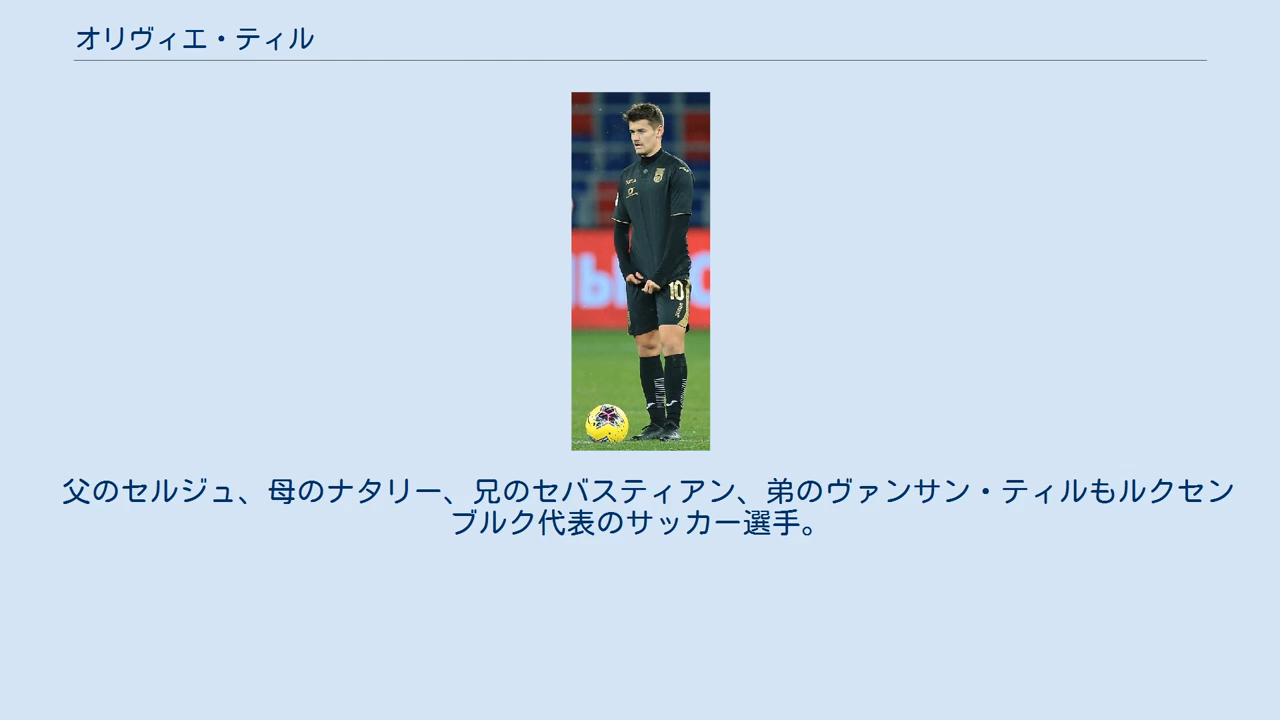 オリヴィエ・ティル
10
父のセルジュ、母のナタリー、兄のセバスティアン、弟のヴァンサン・ティルもルクセン
ブルク代表のサッカー選手。